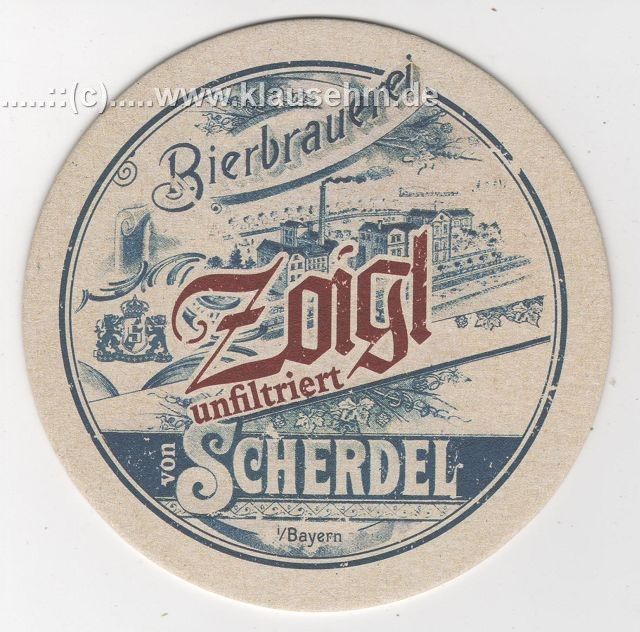 ......::(c).....www.klausehm.de
Bierbrauerei
Zoigl
unfiltriert
von SCHERDEL
i/Bayern